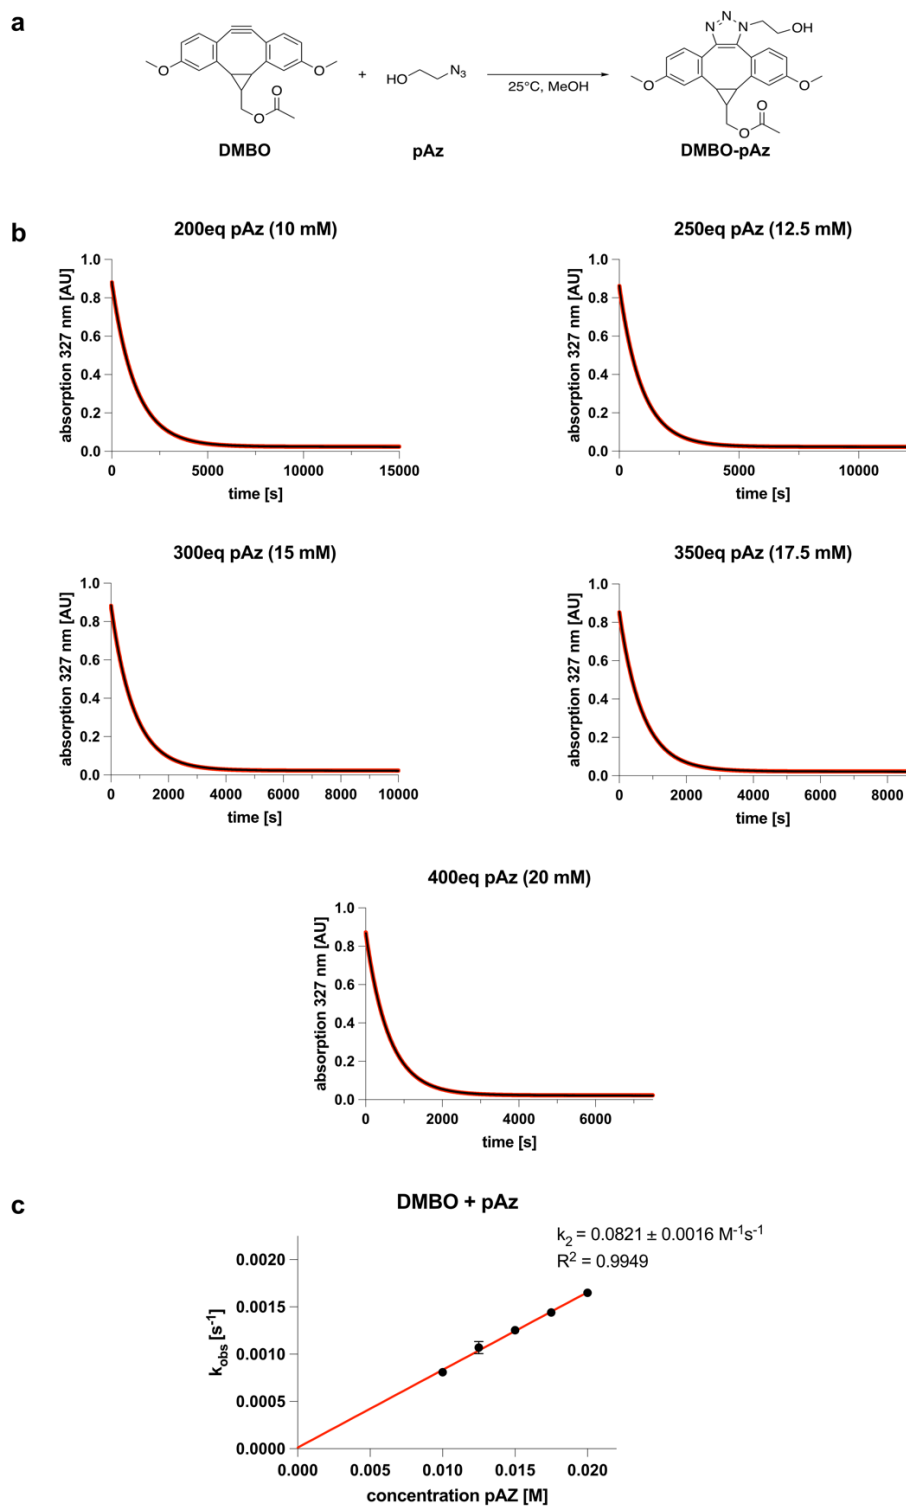 a
O
O
O
O
+
HO
N3
25°C, MeOH
N
N
N
OH
O
O
O
O
DMBO
pAz
DMBO-pAz
b
200eq pAz (10 mM)
250eq pAz (12.5 mM)
absorption 327 nm [AU]
1.0
0.8
0.6
0.4
0.2
0.0
0 5000 10000 15000
time [s]
absorption 327 nm [AU]
1.0
0.8
0.6
0.4
0.2
0.0
0 5000 10000
time [s]
300eq pAz (15 mM)
350eq pAz (17.5 mM)
absorption 327 nm [AU]
1.0
0.8
0.6
0.4
0.2
0.0
0 2000 4000 6000 8000 10000
time [s]
absorption 327 nm [AU]
1.0
0.8
0.6
0.4
0.2
0.0
0 2000 4000 6000 8000
time [s]
400eq pAz (20 mM)
absorption 327 nm [AU]
1.0
0.8
0.6
0.4
0.2
0.0
0 2000 4000 6000
time [s]
c
DMBO + pAz
k2 = 0.0821 ± 0.0016 M-1s-1
R2 = 0.9949
kobs [s-1]
0.0020
0.0015
0.0010
0.0005
0.0000
0.000 0.005 0.010 0.015 0.020
concentration pAZ [M]